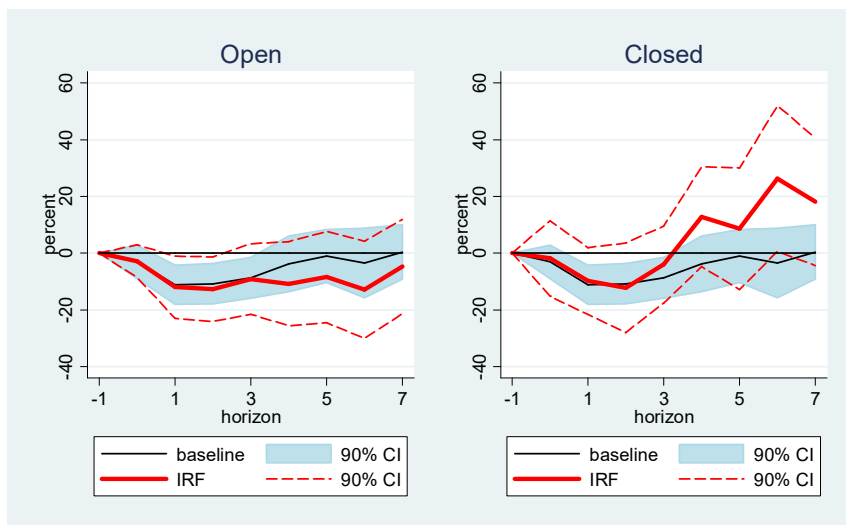 Open
60
40
20
0
-20
-40
percent
-1 1 3 5 7
horizon
baseline 90% CI
IRF 90% CI
Closed
60
40
20
0
-20
-40
percent
-1 1 3 5 7
horizon
baseline 90% CI
IRF 90% CI